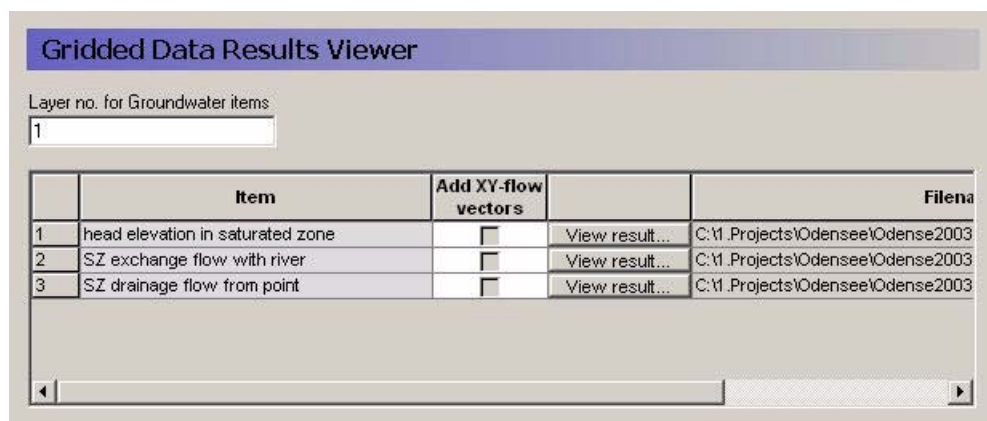 Gridded Data Results Viewer
Layer no. for Groundwater items
1
Item Add XY-flow vectors Filena
1 head elevation in saturated zone View result... C:\1.Projects\Odensee\Odense2003
2 SZ exchange flow with river View result... C:\1.Projects\Odensee\Odense2003
3 SZ drainage flow from point View result... C:\1.Projects\Odensee\Odense2003